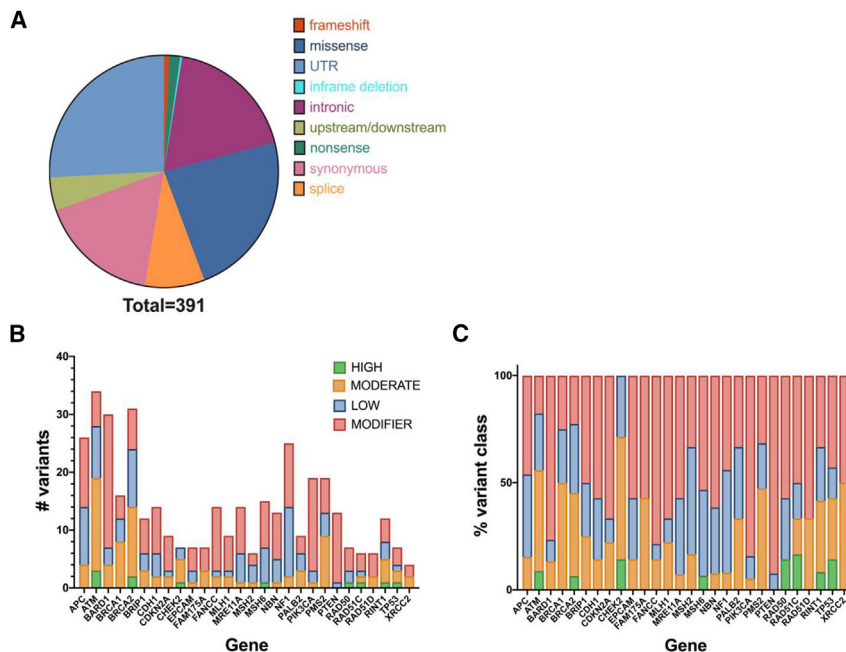 A
frameshift
missense
UTR
inframe deletion
intronic
upstream/downstream
nonsense
synonymous
splice
Total=391
B
40
30
20
10
0
# variants
HIGH
MODERATE
LOW
MODIFIER
APC
ATM
BARD1
BRCA1
BRCA2
BRIP1
CDH1
CDKN2A
CHEK2
EPCAM
FAM175A
FANCC
MLH1
MRE11A
MSH2
MSH6
NBN
NF1
PALB2
PIK3CA
PMS2
PTEN
RAD50
RAD51C
RAD51D
RINT1
TP53
XRCC2
Gene
C
100
50
0
% variant class
APC
ATM
BARD1
BRCA1
BRCA2
BRIP1
CDH1
CDKN2A
CHEK2
EPCAM
FAM175A
FANCC
MLH1
MRE11A
MSH2
MSH6
NBN
NF1
PALB2
PIK3CA
PMS2
PTEN
RAD50
RAD51C
RAD51D
RINT1
TP53
XRCC2
Gene